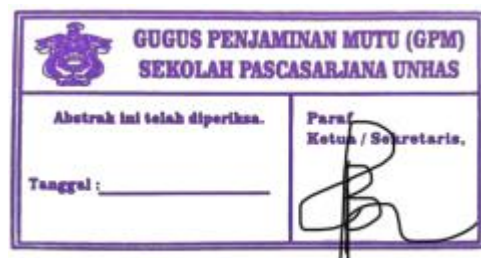 GUGUS PENJAMINAN MUTU (GPM)
SEKOLAH PASCASARJANA UNHAS
Abstrak ini telah diperiksa.
Tanggal :
Paraf
Ketua / Sekretaris,